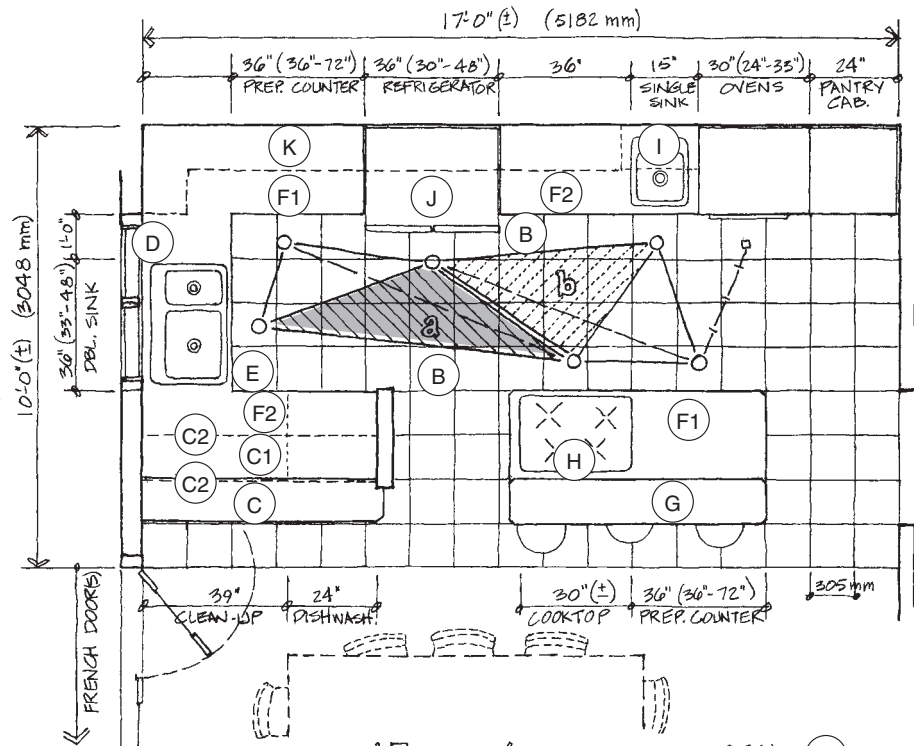 17'-0"(±) (5182 mm)
36" (36"-72") 36" (30"-48") 36" 15" 30"(24"-33") 24"
PREP. COUNTER REFRIGERATOR SINGLE SINK OVENS PANTRY CAB.
K
I
F1
J
F2
D
B
b
a
E
B
F2
C2
C1
F1
H
C2
C
G
10'-0"(±) (3048 mm)
1'-0"
36" (33"-48")
DBL. SINK
39" 24" 30"(±) 36" (36"-72") 305 mm
CLEAN-UP DISHWASH. COOKTOP PREP. COUNTER
FRENCH DOOR(S)